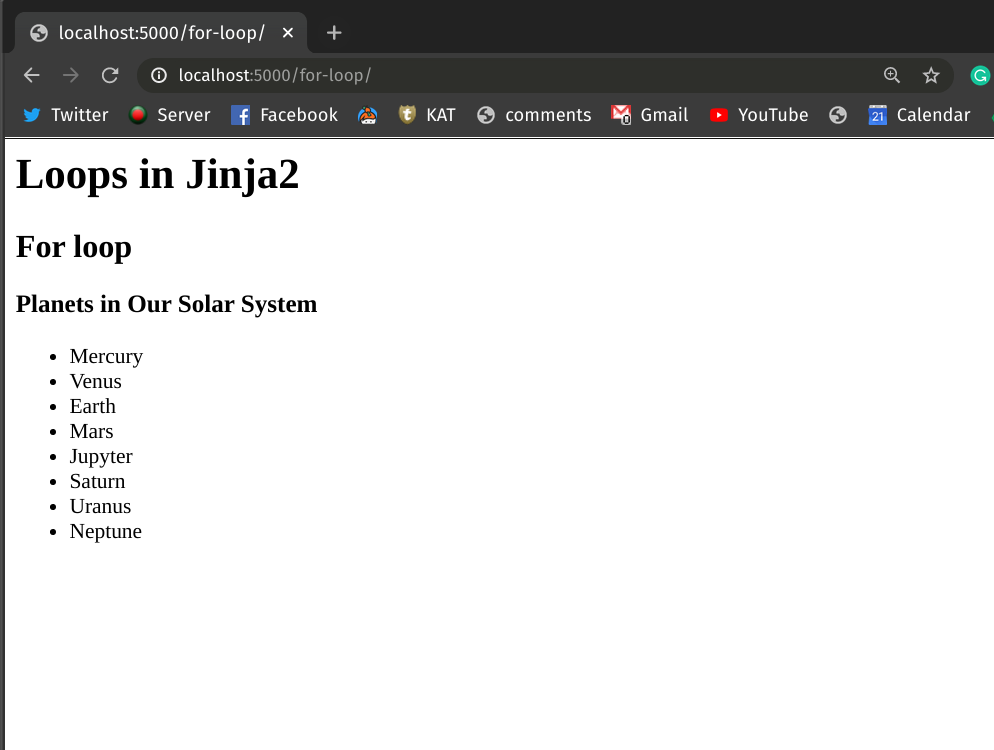 localhost:5000/for-loop/
localhost:5000/for-loop/
Twitter Server Facebook KAT comments Gmail YouTube 21 Calendar
Loops in Jinja2
For loop
Planets in Our Solar System
Mercury
Venus
Earth
Mars
Jupyter
Saturn
Uranus
Neptune